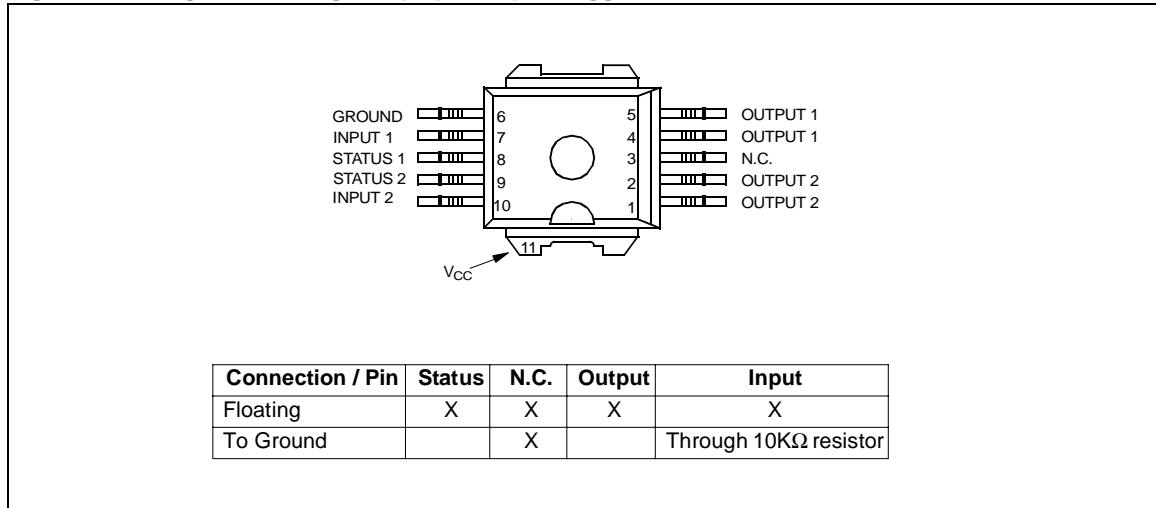 GROUND 6 5 OUTPUT 1
INPUT 1 7 4 OUTPUT 1
STATUS 1 8 3 N.C.
STATUS 2 9 2 OUTPUT 2
INPUT 2 10 1 OUTPUT 2
11
VCC
Connection / Pin Status N.C. Output Input
Floating X X X X
To Ground X Through 10KΩ resistor